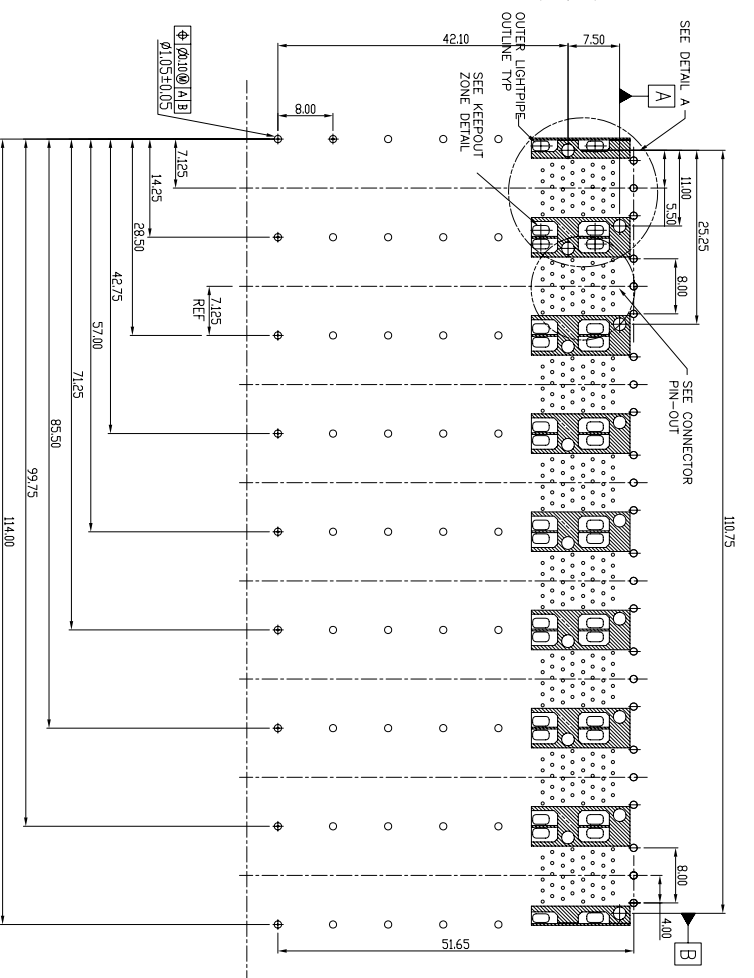 SEE DETAIL A
A
7.50
42.10
OUTER LIGHTPIPE
OUTLINE TYP
SEE KEEPOUT
ZONE DETAIL
⌖ Ø0.10Ⓜ A B
Ø1.05±0.05
8.00
11.00
5.50
25.25
8.00
SEE CONNECTOR
PIN-OUT
110.75
7.125
14.25
28.50
7.125
REF
42.75
57.00
71.25
85.50
99.75
114.00
8.00
4.00
51.65
B